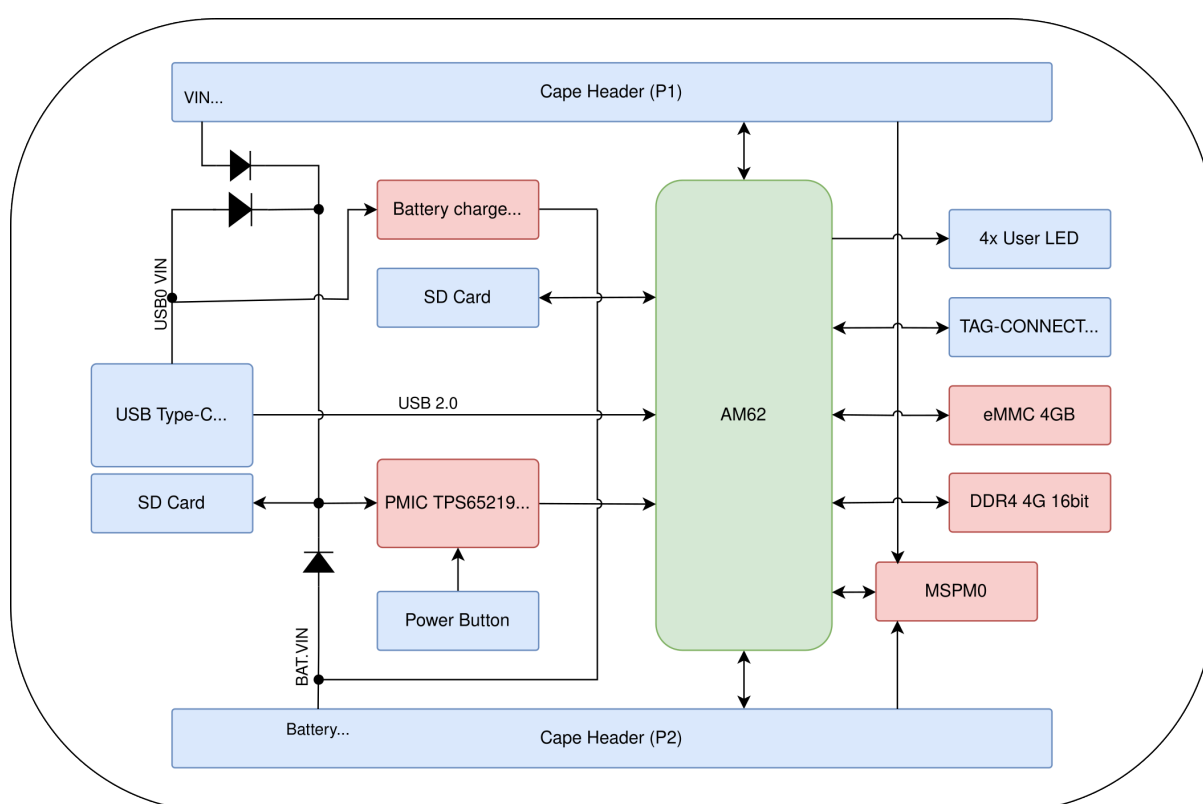 Cape Header (P1)
VIN...
Battery charge...
4x User LED
USB0 VIN
SD Card
TAG-CONNECT...
USB Type-C...
USB 2.0
AM62
eMMC 4GB
SD Card
PMIC TPS65219...
DDR4 4G 16bit
MSPM0
Power Button
BAT.VIN
Battery...
Cape Header (P2)